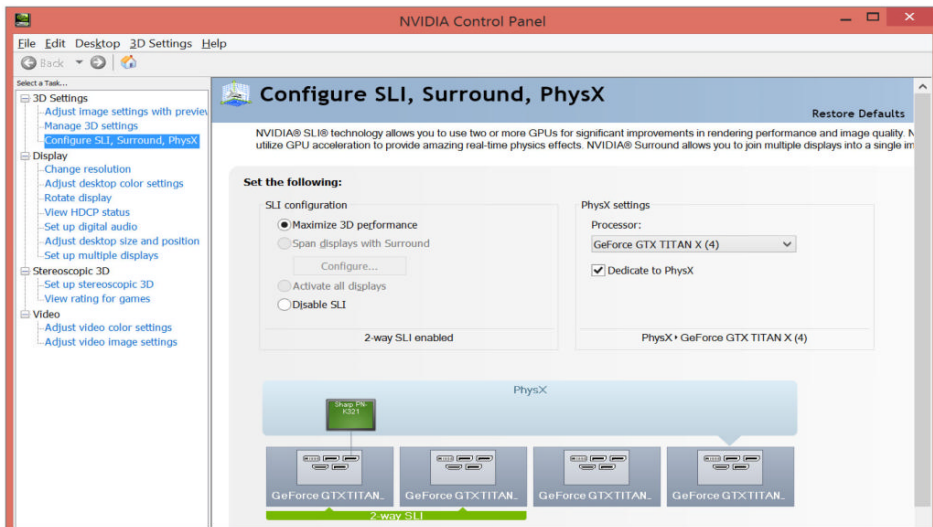 NVIDIA Control Panel
File Edit Desktop 3D Settings Help
Back
Select a Task...
3D Settings
Adjust image settings with preview
Manage 3D settings
Configure SLI, Surround, PhysX
Display
Change resolution
Adjust desktop color settings
Rotate display
View HDCP status
Set up digital audio
Adjust desktop size and position
Set up multiple displays
Stereoscopic 3D
Set up stereoscopic 3D
View rating for games
Video
Adjust video color settings
Adjust video image settings
Configure SLI, Surround, PhysX
Restore Defaults
NVIDIA® SLI® technology allows you to use two or more GPUs for significant improvements in rendering performance and image quality. N
utilize GPU acceleration to provide amazing real-time physics effects. NVIDIA® Surround allows you to join multiple displays into a single im
Set the following:
SLI configuration
Maximize 3D performance
Span displays with Surround
Configure...
Activate all displays
Disable SLI
2-way SLI enabled
PhysX settings
Processor:
GeForce GTX TITAN X (4)
Dedicate to PhysX
PhysX › GeForce GTX TITAN X (4)
PhysX
Sharp PN-
K321
GeForce GTX TITAN... GeForce GTX TITAN... GeForce GTX TITAN... GeForce GTX TITAN...
2-way SLI